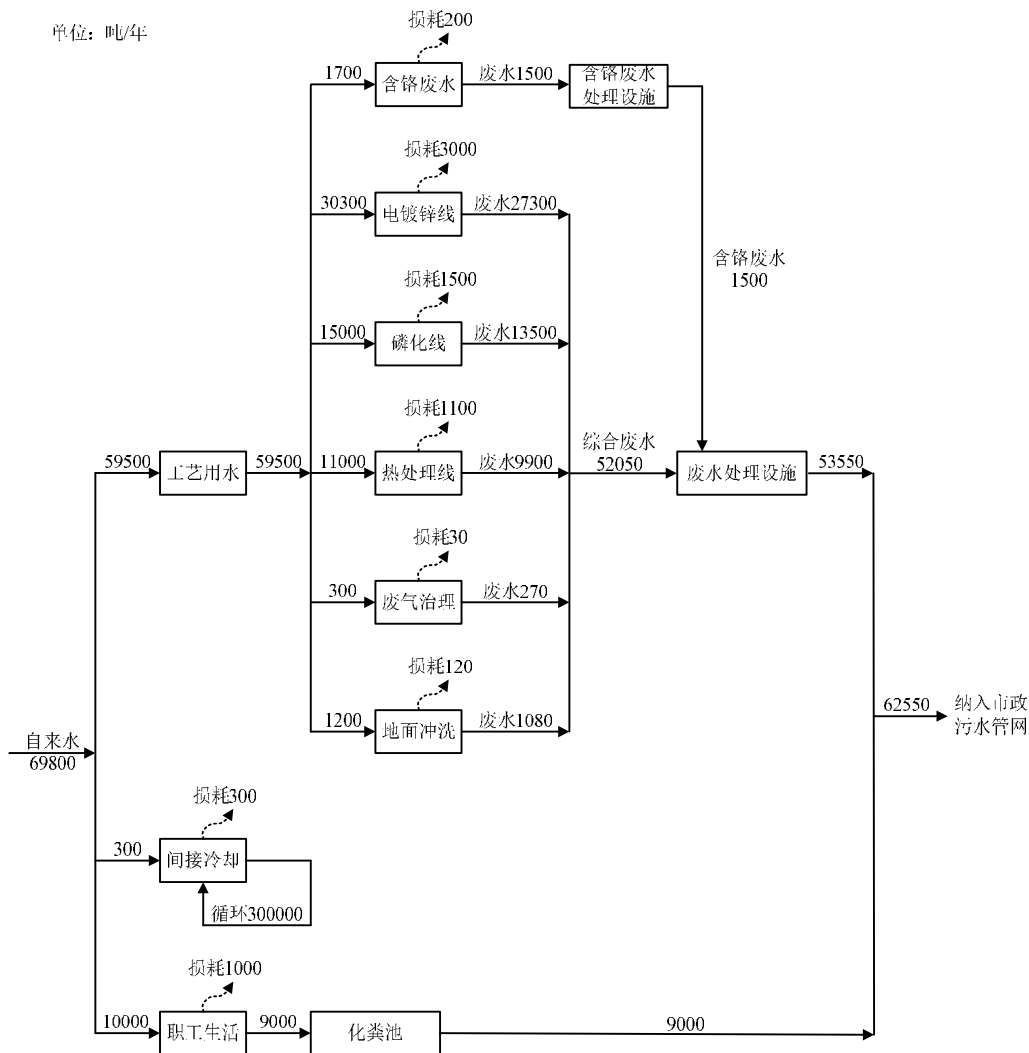 单位：吨/年
损耗200
1700
含铬废水
废水1500
含铬废水
处理设施
损耗3000
30300
电镀锌线
废水27300
含铬废水
1500
损耗1500
15000
磷化线
废水13500
损耗1100
59500
工艺用水
59500
11000
热处理线
废水9900
综合废水
52050
废水处理设施
53550
损耗30
300
废气治理
废水270
损耗120
1200
地面冲洗
废水1080
62550
纳入市政
污水管网
自来水
69800
损耗300
300
间接冷却
循环300000
损耗1000
10000
职工生活
9000
化粪池
9000